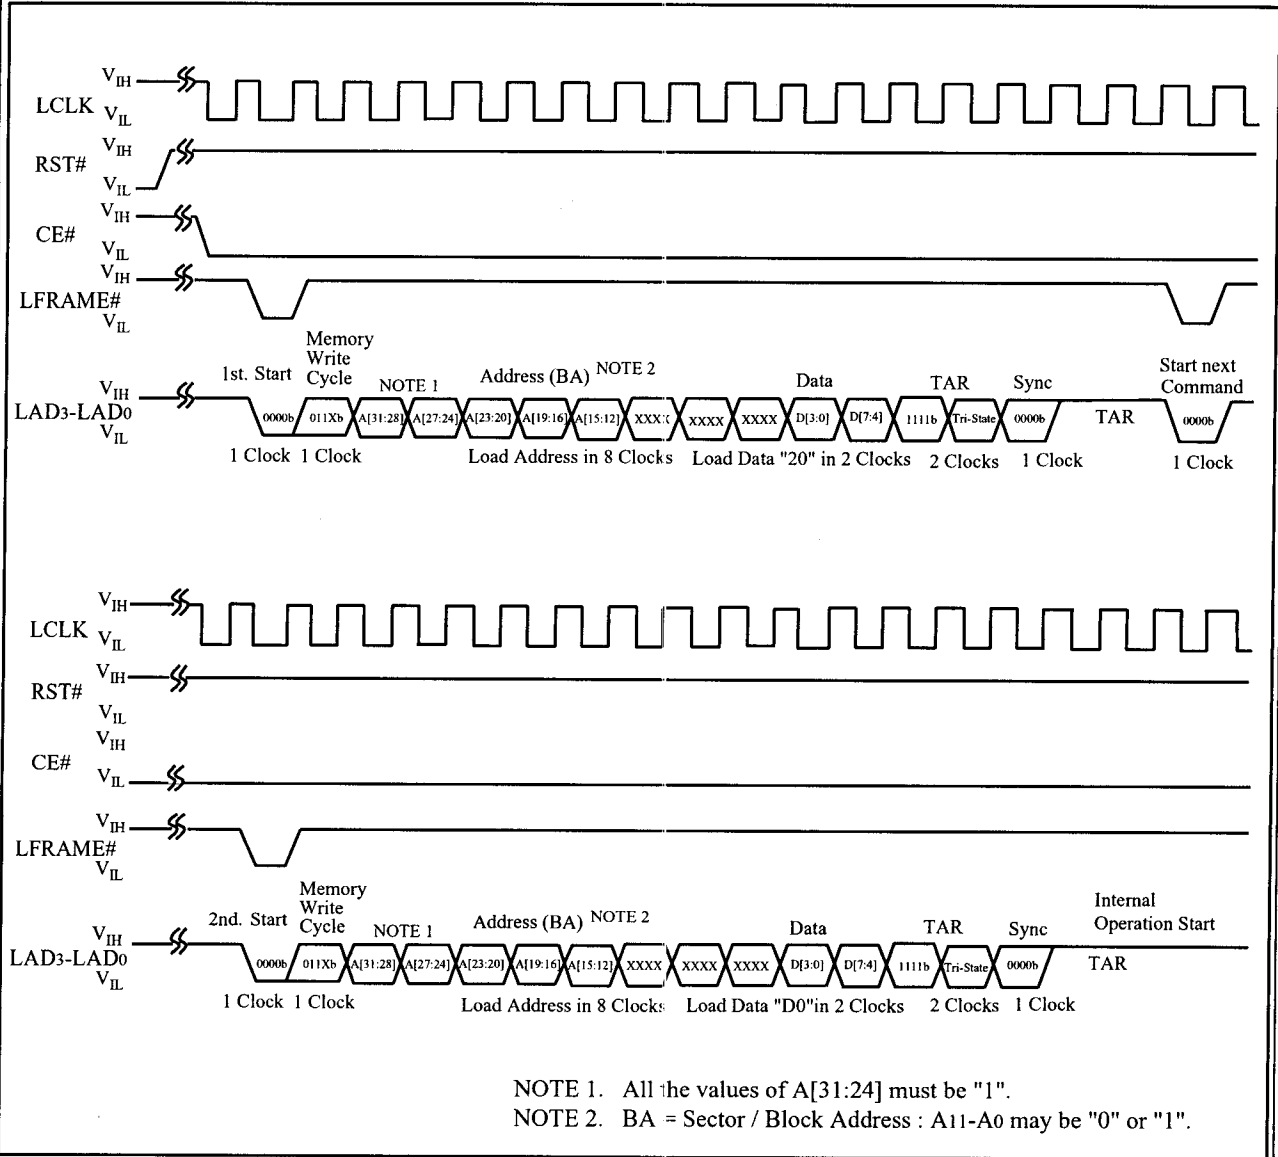 VIH
LCLK VIL
VIH
RST#
VIL
VIH
CE#
VIL
VIH
LFRAME#
VIL
1st. Start Memory Write Cycle NOTE 1 Address (BA) NOTE 2 Data TAR Sync Start next Command
VIH
LAD3-LAD0 0000b 011Xb A[31:28] A[27:24] A[23:20] A[19:16] A[15:12] XXXX XXXX XXXX D[3:0] D[7:4] 1111b Tri-State 0000b TAR 0000b
VIL
1 Clock 1 Clock Load Address in 8 Clocks Load Data "20" in 2 Clocks 2 Clocks 1 Clock 1 Clock
VIH
LCLK VIL
VIH
RST#
VIL
VIH
CE#
VIL
VIH
LFRAME#
VIL
2nd. Start Memory Write Cycle NOTE 1 Address (BA) NOTE 2 Data TAR Sync Internal Operation Start
VIH
LAD3-LAD0 0000b 011Xb A[31:28] A[27:24] A[23:20] A[19:16] A[15:12] XXXX XXXX XXXX D[3:0] D[7:4] 1111b Tri-State 0000b TAR
VIL
1 Clock 1 Clock Load Address in 8 Clocks Load Data "D0"in 2 Clocks 2 Clocks 1 Clock
NOTE 1. All the values of A[31:24] must be "1".
NOTE 2. BA = Sector / Block Address : A11-A0 may be "0" or "1".